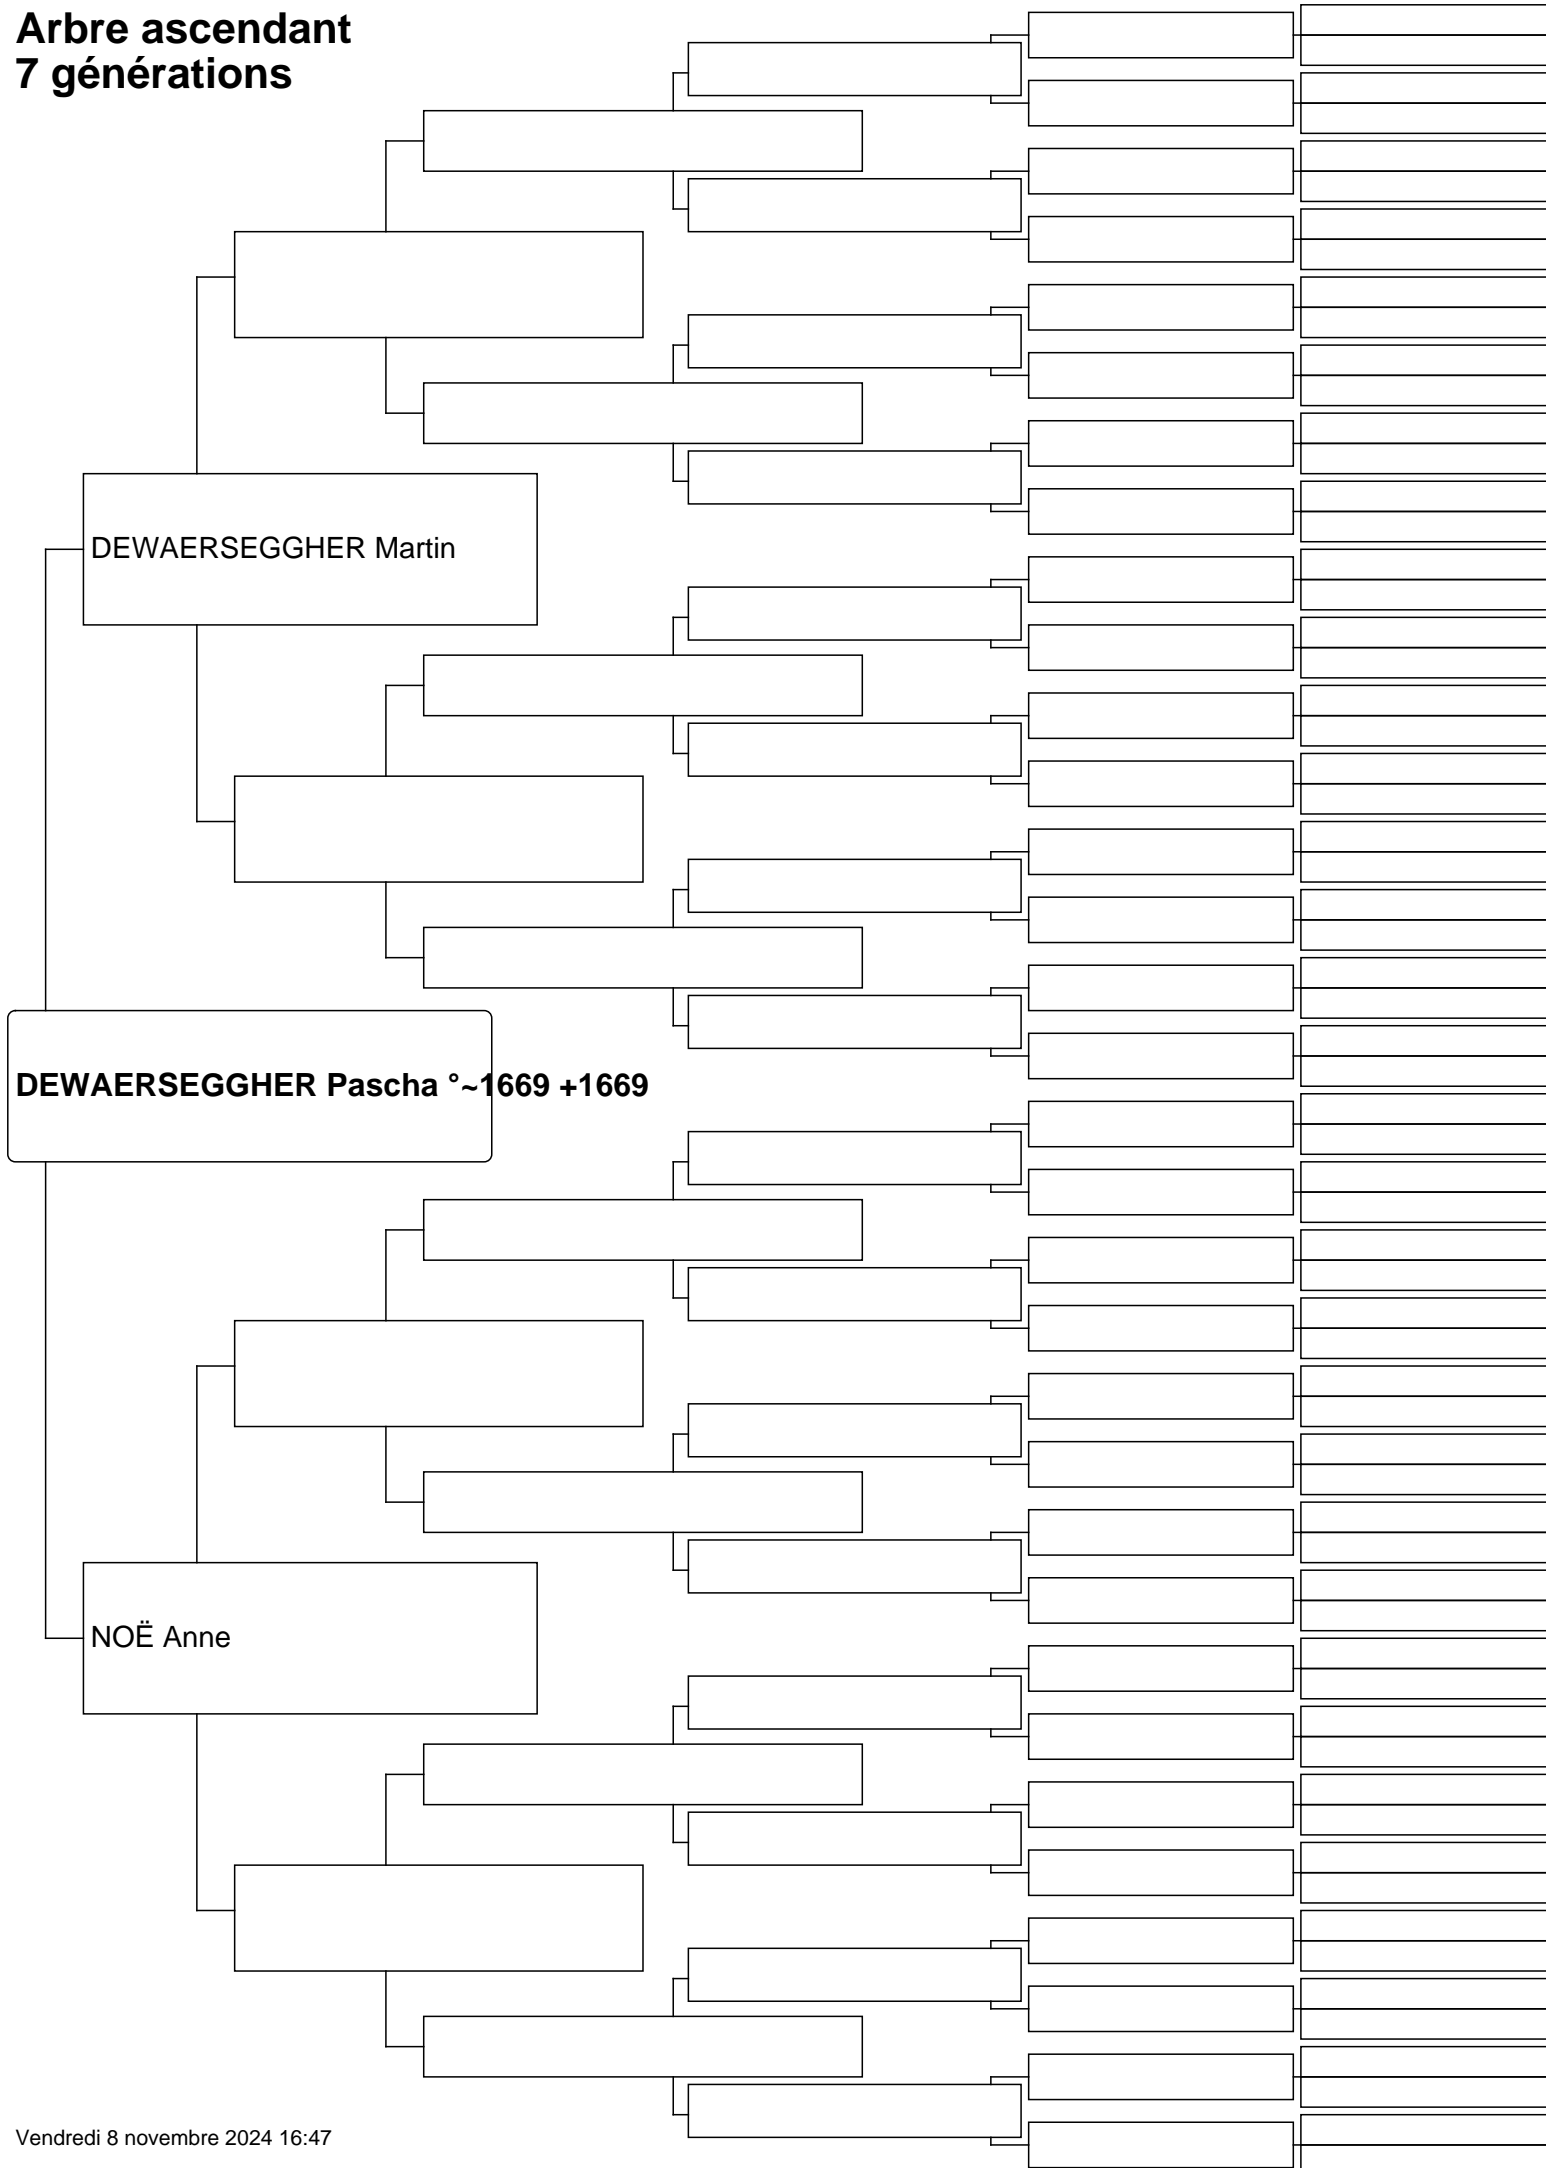 Arbre ascendant
7 générations
DEWAERSEGGHER Martin
DEWAERSEGGHER Pascha °~1669 +1669
NOË Anne
Vendredi 8 novembre 2024 16:47